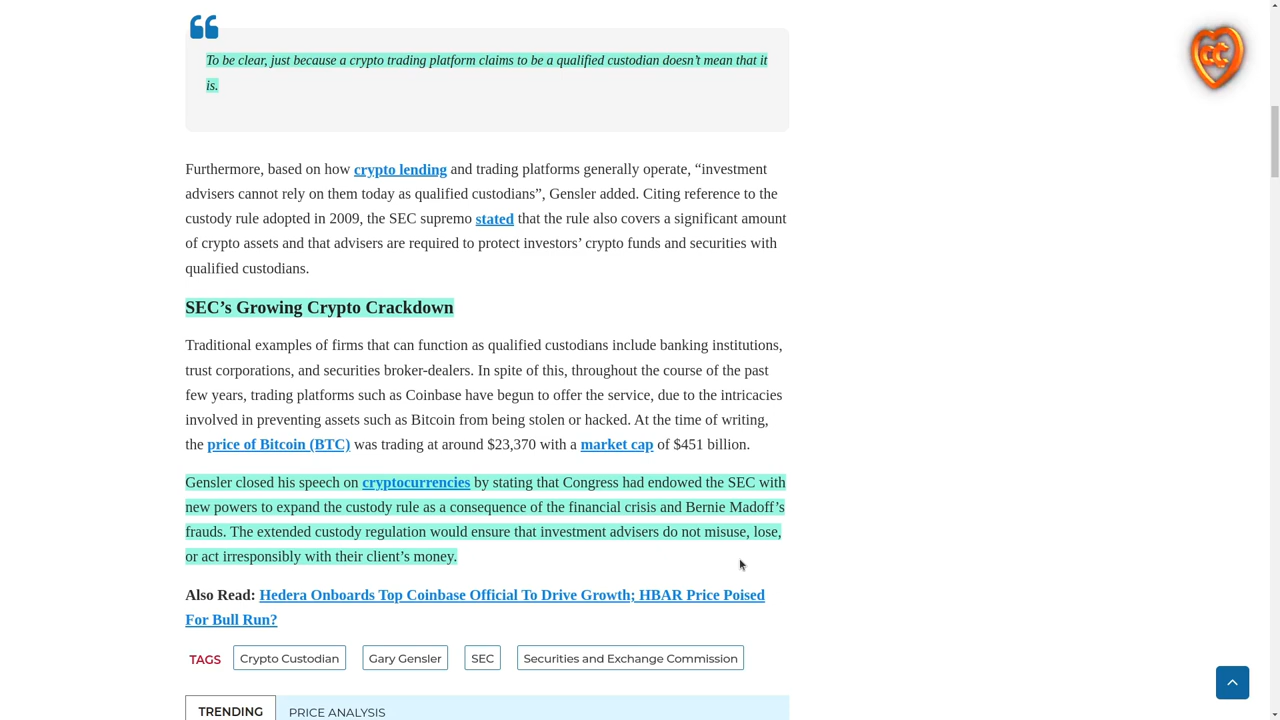 To be clear, just because a crypto trading platform claims to be a qualified custodian doesn’t mean that it
is.
Furthermore, based on how crypto lending and trading platforms generally operate, “investment
advisers cannot rely on them today as qualified custodians”, Gensler added. Citing reference to the
custody rule adopted in 2009, the SEC supremo stated that the rule also covers a significant amount
of crypto assets and that advisers are required to protect investors’ crypto funds and securities with
qualified custodians.
SEC’s Growing Crypto Crackdown
Traditional examples of firms that can function as qualified custodians include banking institutions,
trust corporations, and securities broker-dealers. In spite of this, throughout the course of the past
few years, trading platforms such as Coinbase have begun to offer the service, due to the intricacies
involved in preventing assets such as Bitcoin from being stolen or hacked. At the time of writing,
the price of Bitcoin (BTC) was trading at around $23,370 with a market cap of $451 billion.
Gensler closed his speech on cryptocurrencies by stating that Congress had endowed the SEC with
new powers to expand the custody rule as a consequence of the financial crisis and Bernie Madoff’s
frauds. The extended custody regulation would ensure that investment advisers do not misuse, lose,
or act irresponsibly with their client’s money.
Also Read: Hedera Onboards Top Coinbase Official To Drive Growth; HBAR Price Poised
For Bull Run?
TAGS Crypto Custodian Gary Gensler SEC Securities and Exchange Commission
TRENDING PRICE ANALYSIS
CC